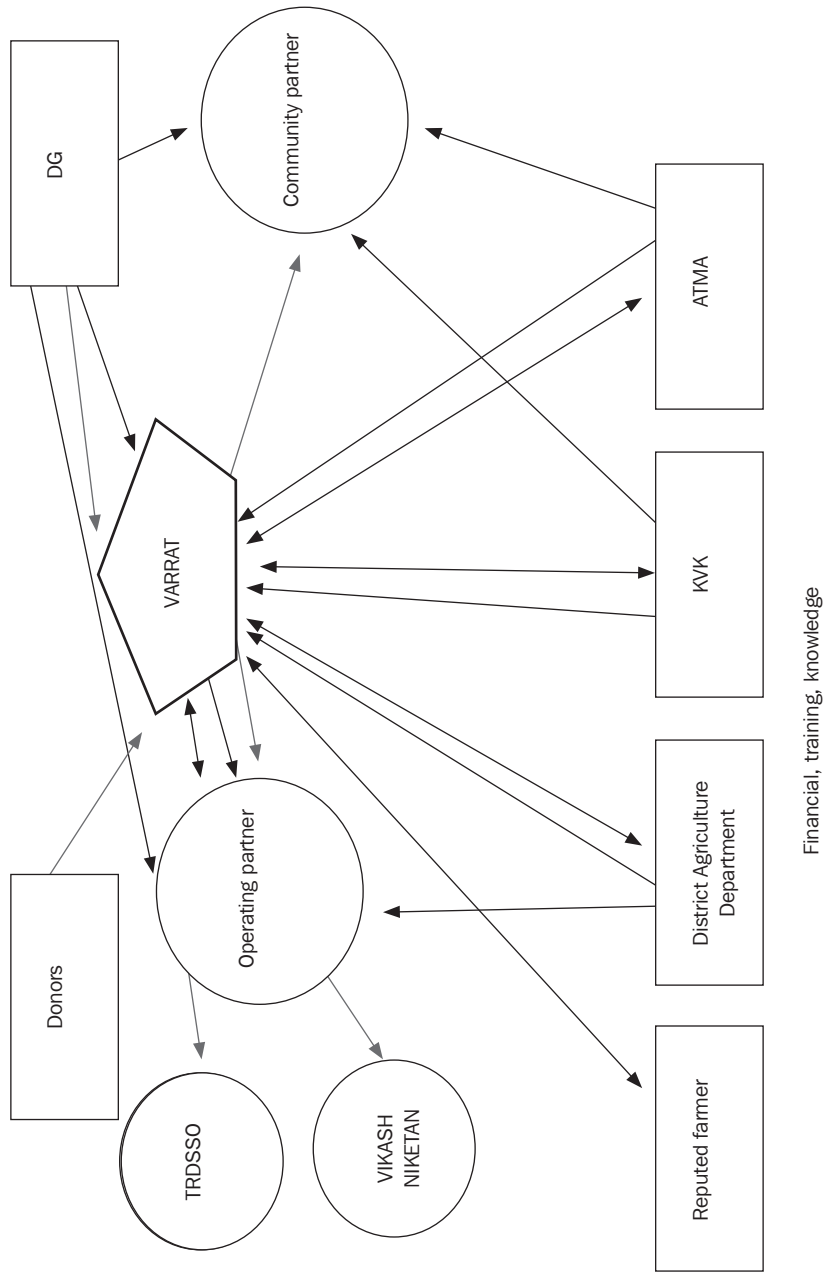 Donors
DG
TRDSSO
VIKASH
NIKETAN
Operating partner
VARRAT
Community partner
Reputed farmer
District Agriculture
Department
KVK
ATMA
Financial, training, knowledge